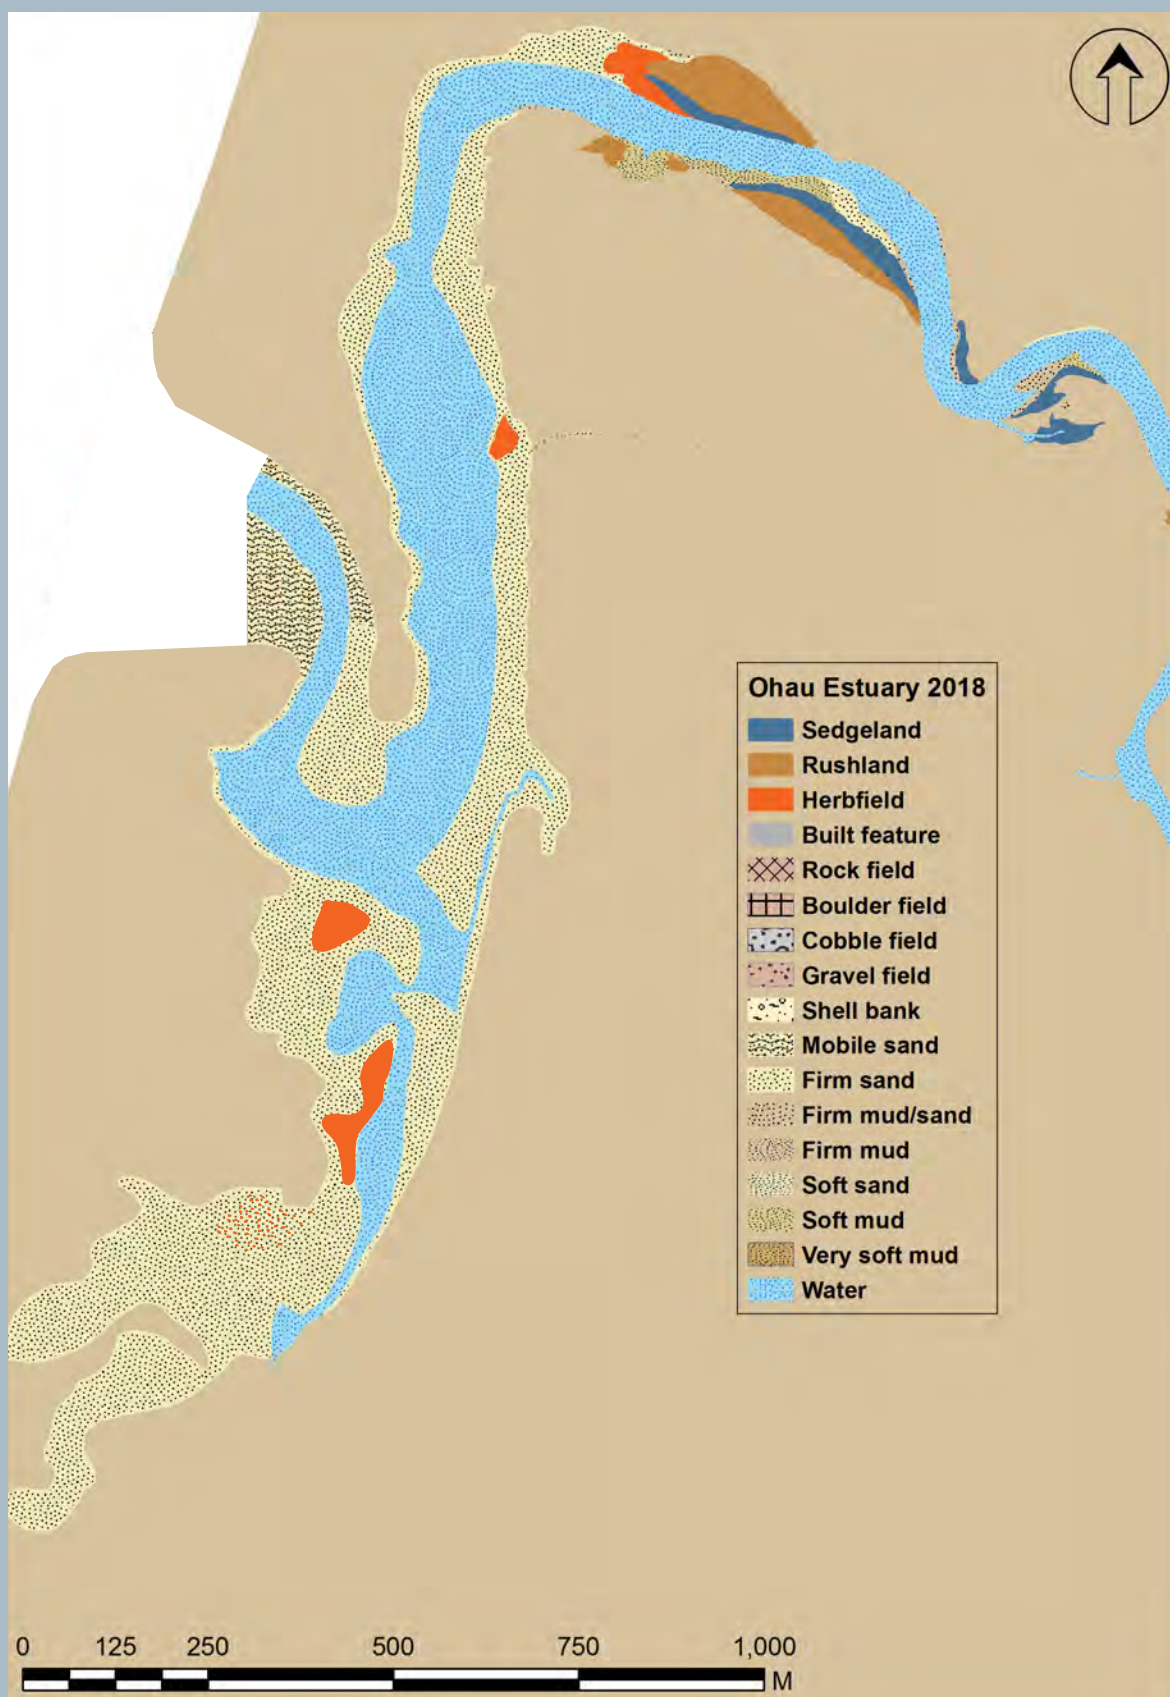 Ohau Estuary 2018
Sedgeland
Rushland
Herbfield
Built feature
Rock field
Boulder field
Cobble field
Gravel field
Shell bank
Mobile sand
Firm sand
Firm mud/sand
Firm mud
Soft sand
Soft mud
Very soft mud
Water
0 125 250 500 750 1,000
M